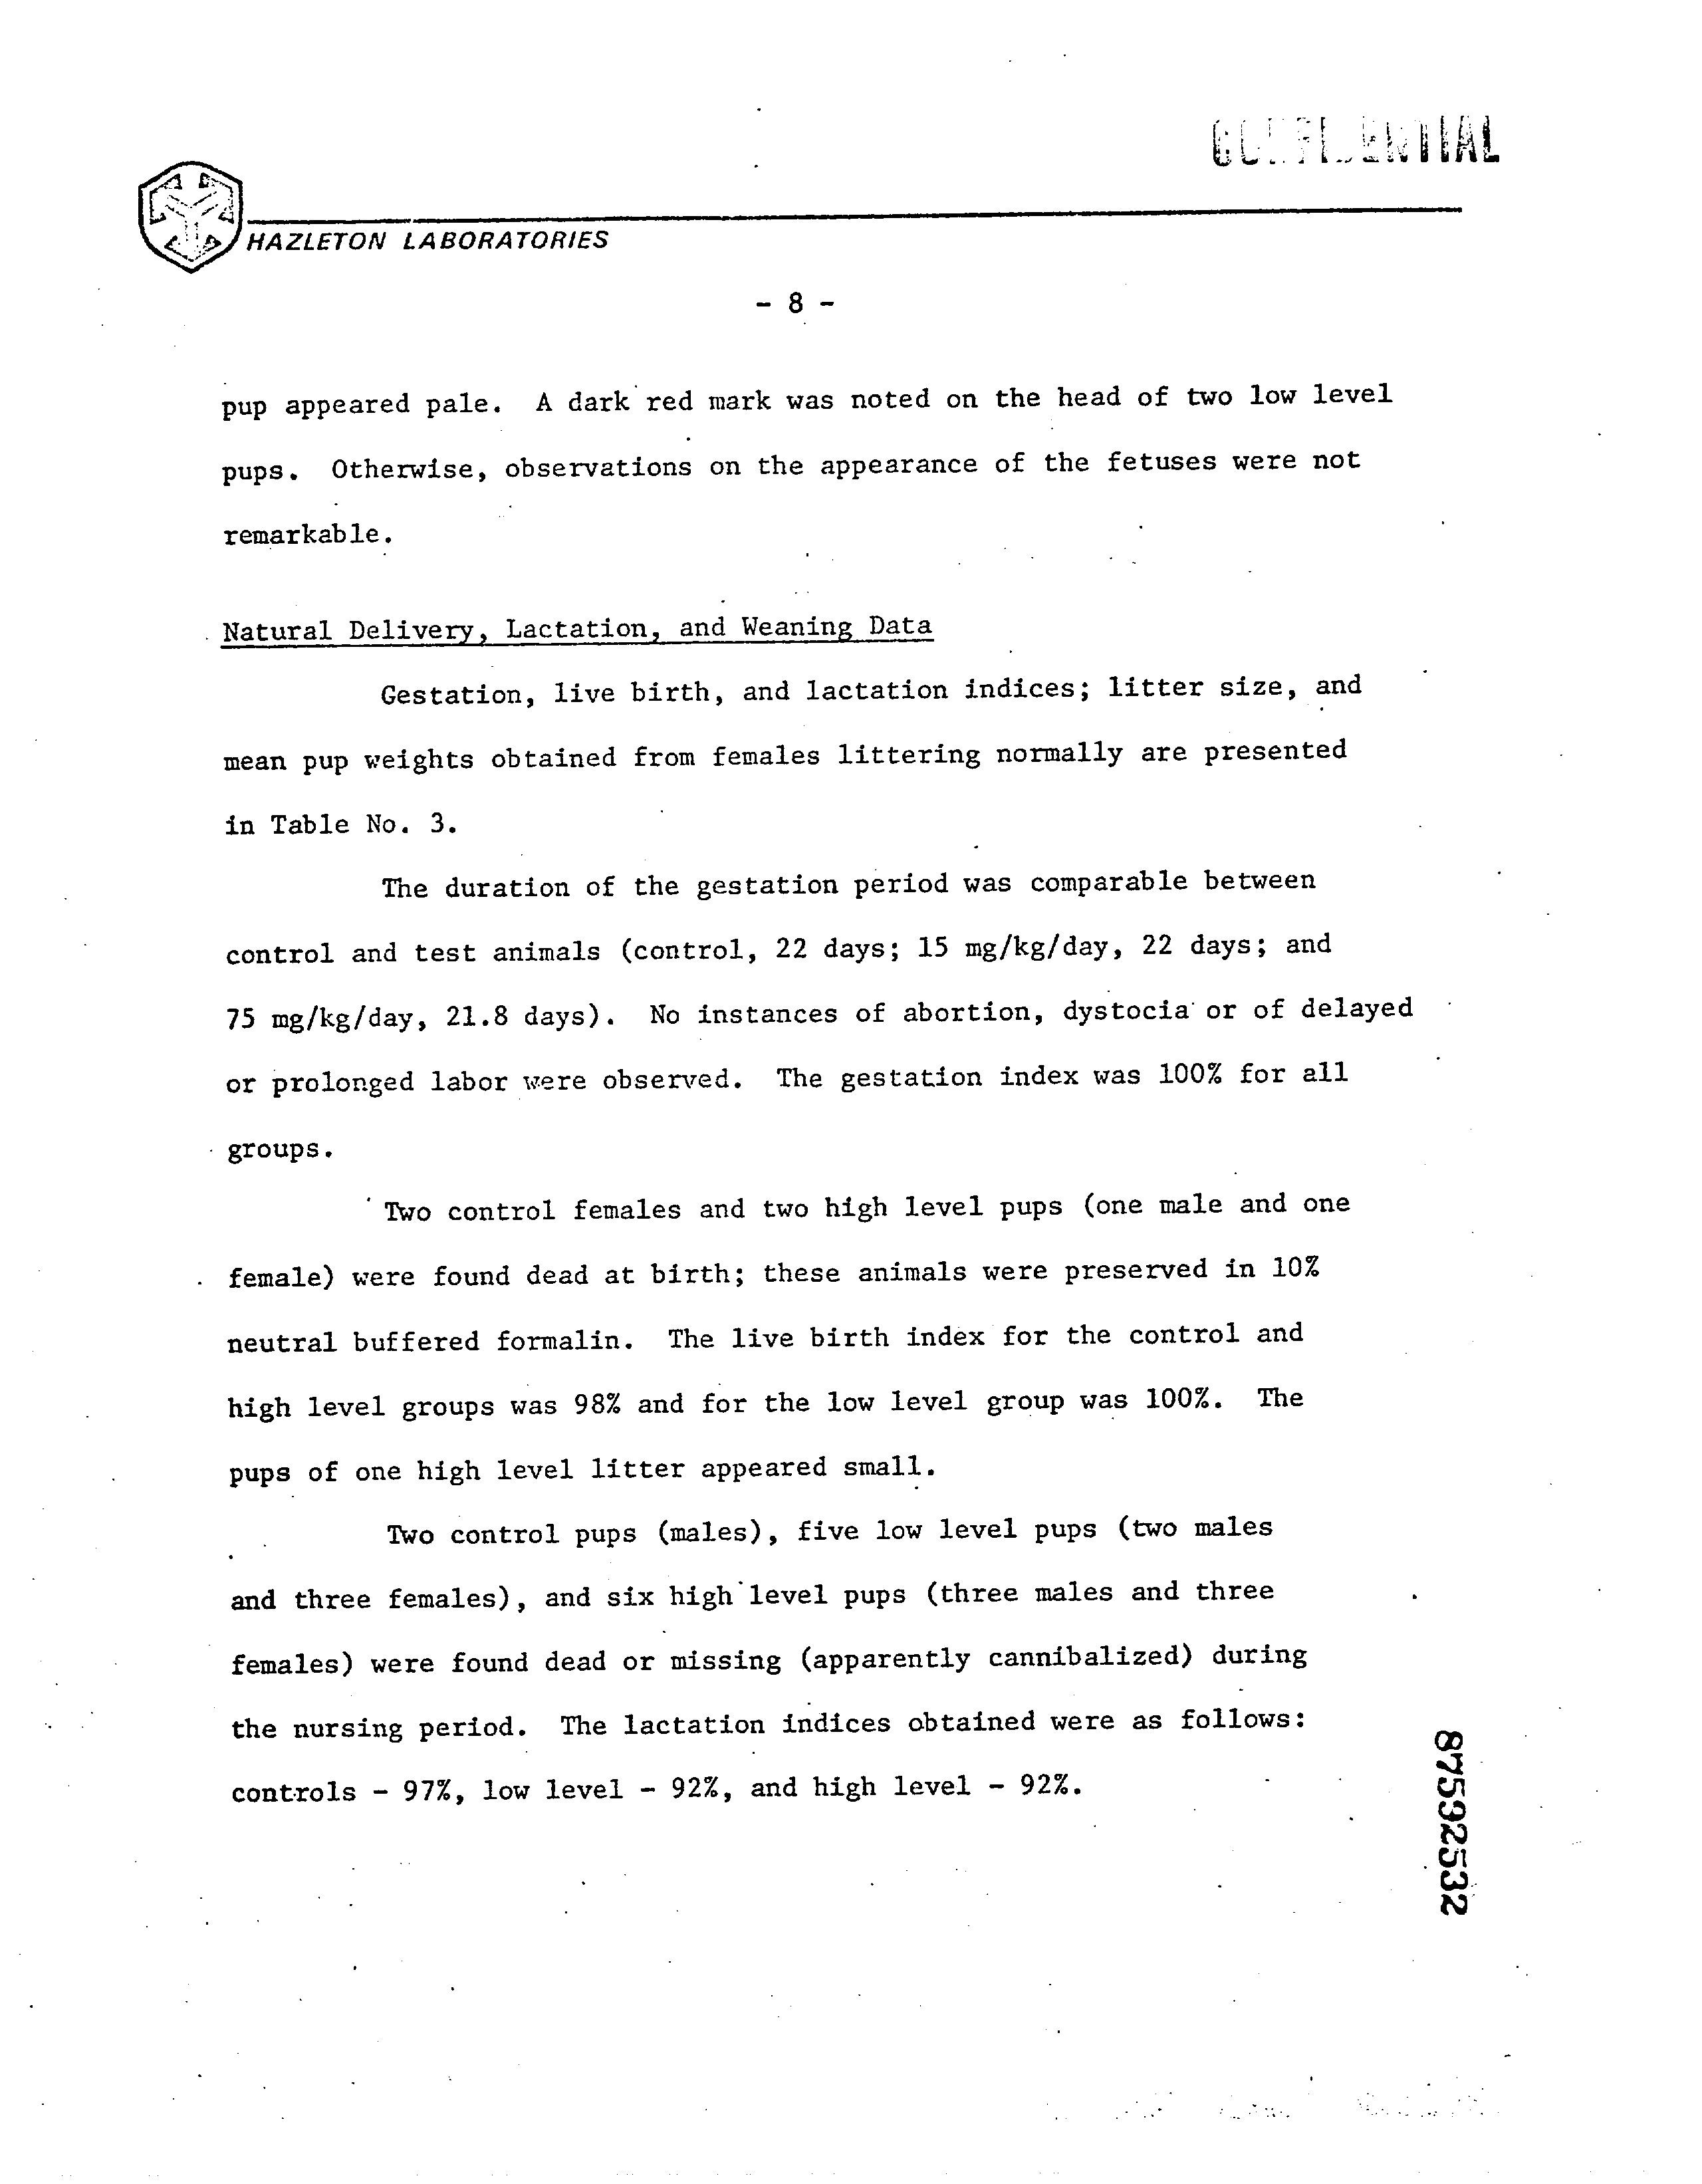 CONFIDENTIAL
HAZLETON LABORATORIES
- 8 -
pup appeared pale. A dark red mark was noted on the head of two low level
pups. Otherwise, observations on the appearance of the fetuses were not
remarkable.
Natural Delivery, Lactation, and Weaning Data
Gestation, live birth, and lactation indices; litter size, and
mean pup weights obtained from females littering normally are presented
in Table No. 3.
The duration of the gestation period was comparable between
control and test animals (control, 22 days; 15 mg/kg/day, 22 days; and
75 mg/kg/day, 21.8 days). No instances of abortion, dystocia or of delayed
or prolonged labor were observed. The gestation index was 100% for all
groups.
Two control females and two high level pups (one male and one
female) were found dead at birth; these animals were preserved in 10%
neutral buffered formalin. The live birth index for the control and
high level groups was 98% and for the low level group was 100%. The
pups of one high level litter appeared small.
Two control pups (males), five low level pups (two males
and three females), and six high level pups (three males and three
females) were found dead or missing (apparently cannibalized) during
the nursing period. The lactation indices obtained were as follows:
controls - 97%, low level - 92%, and high level - 92%.
87592532